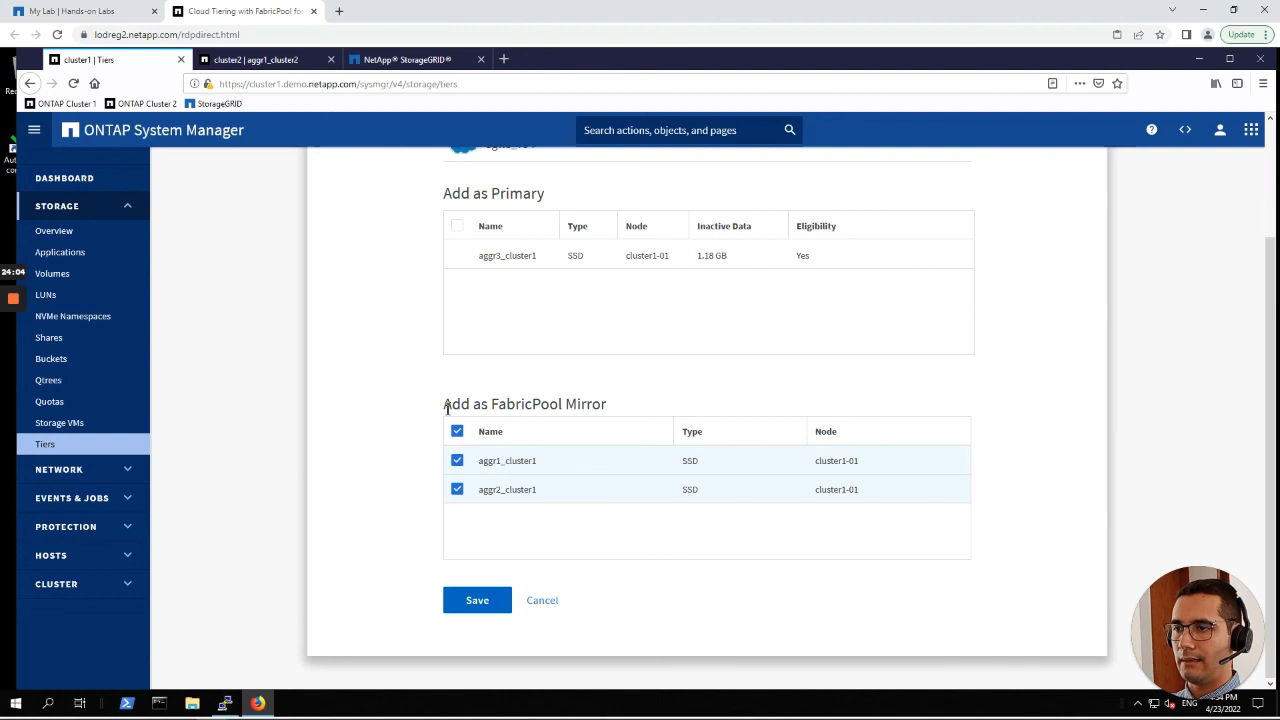 My Lab | Hands-on Labs
Cloud Tiering with FabricPool for
lodreg2.netapp.com/rdpdirect.html
Update
cluster1 | Tiers
cluster2 | aggr1_cluster2
NetApp® StorageGRID®
https://cluster1.demo.netapp.com/sysmgr/v4/storage/tiers
ONTAP Cluster 1
ONTAP Cluster 2
StorageGRID
ONTAP System Manager
Search actions, objects, and pages
DASHBOARD
STORAGE
Overview
Applications
Volumes
24:04
LUNs
NVMe Namespaces
Shares
Buckets
Qtrees
Quotas
Storage VMs
Tiers
NETWORK
EVENTS & JOBS
PROTECTION
HOSTS
CLUSTER
Add as Primary
Name Type Node Inactive Data Eligibility
aggr3_cluster1 SSD cluster1-01 1.18 GB Yes
Add as FabricPool Mirror
Name Type Node
aggr1_cluster1 SSD cluster1-01
aggr2_cluster1 SSD cluster1-01
Save Cancel
ENG
PM
4/23/2022